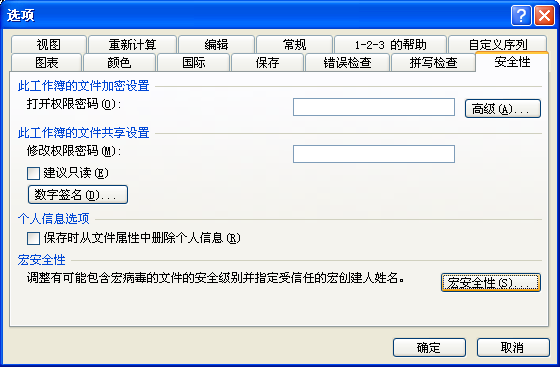 选项
视图 重新计算 编辑 常规 1-2-3 的帮助 自定义序列
图表 颜色 国际 保存 错误检查 拼写检查 安全性
此工作簿的文件加密设置
打开权限密码(O): 高级(A)...
此工作簿的文件共享设置
修改权限密码(M):
建议只读(E)
数字签名(D)...
个人信息选项
保存时从文件属性中删除个人信息(R)
宏安全性
调整有可能包含宏病毒的文件的安全级别并指定受信任的宏创建人姓名。 宏安全性(S)...
确定 取消